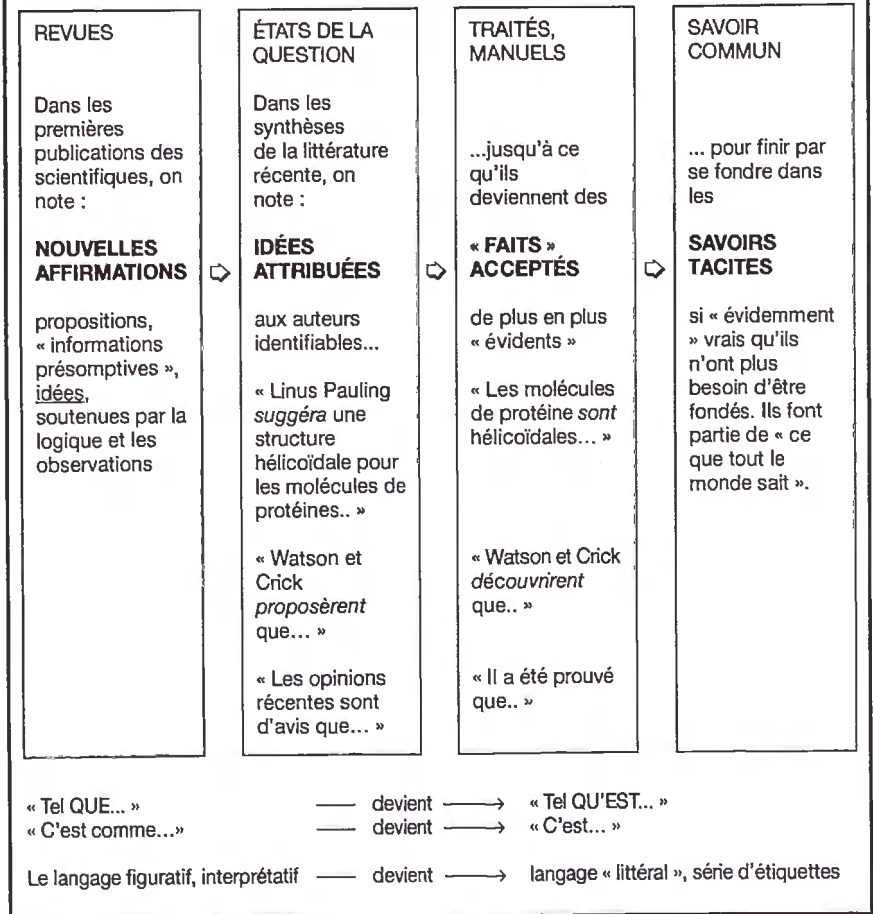 REVUES
Dans les
premières
publications des
scientifiques, on
note :
NOUVELLES
AFFIRMATIONS
propositions,
« informations
présomptives »,
idées,
soutenues par la
logique et les
observations
⇨
ÉTATS DE LA
QUESTION
Dans les
synthèses
de la littérature
récente, on
note :
IDÉES
ATTRIBUÉES
aux auteurs
identifiables...
« Linus Pauling
suggéra une
structure
hélicoïdale pour
les molécules de
protéines.. »
« Watson et
Crick
proposèrent
que... »
« Les opinions
récentes sont
d'avis que... »
⇨
TRAITÉS,
MANUELS
...jusqu'à ce
qu'ils
deviennent des
« FAITS »
ACCEPTÉS
de plus en plus
« évidents »
« Les molécules
de protéine sont
hélicoïdales... »
« Watson et Crick
découvrirent
que.. »
« Il a été prouvé
que.. »
⇨
SAVOIR
COMMUN
... pour finir par
se fondre dans
les
SAVOIRS
TACITES
si « évidemment
» vrais qu'ils
n'ont plus
besoin d'être
fondés. Ils font
partie de « ce
que tout le
monde sait ».
« Tel QUE... » — devient → « Tel QU'EST... »
« C'est comme...» — devient → « C'est... »
Le langage figuratif, interprétatif — devient → langage « littéral », série d'étiquettes